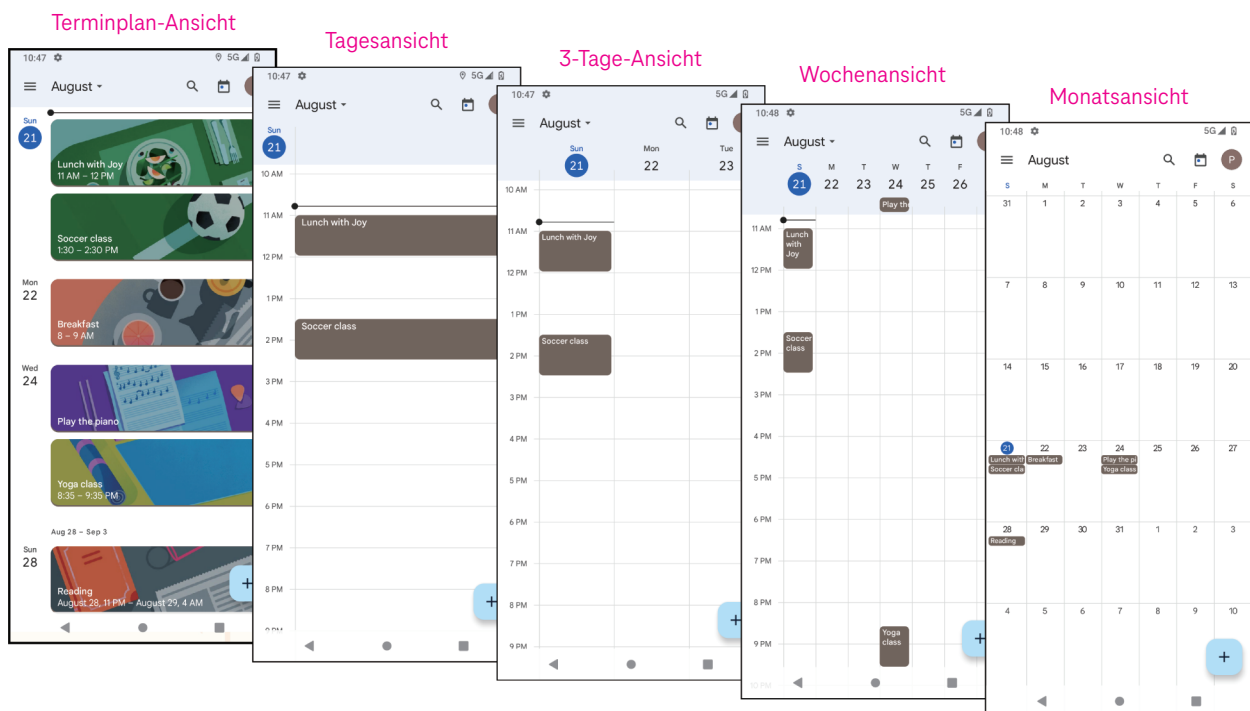 Terminplan-Ansicht
10:47 5G
August
Sun
21
Lunch with Joy
11 AM – 12 PM
Soccer class
1:30 – 2:30 PM
Mon
22
Breakfast
8 – 9 AM
Wed
24
Play the piano
Yoga class
8:35 – 9:35 PM
Aug 28 – Sep 3
Sun
28
Reading
August 28, 11 PM – August 29, 4 AM
+
Tagesansicht
10:47 5G
August
Sun
21
10 AM
11 AM Lunch with Joy
12 PM
1 PM
Soccer class
2 PM
3 PM
4 PM
5 PM
6 PM
7 PM
8 PM
+
9 PM
3-Tage-Ansicht
10:47 5G
August
Sun Mon Tue
21 22 23
10 AM
11 AM Lunch with Joy
12 PM
1 PM
Soccer class
2 PM
3 PM
4 PM
5 PM
6 PM
7 PM
8 PM
+
9 PM
Wochenansicht
10:48 5G
August
S M T W T F
21 22 23 24 25 26
Play the
11 AM Lunch
with
Joy
12 PM
1 PM
Soccer
class
2 PM
3 PM
4 PM
5 PM
6 PM
7 PM
8 PM
Yoga
class
9 PM
+
10 PM
Monatsansicht
10:48 5G
August P
S M T W T F S
31 1 2 3 4 5 6
7 8 9 10 11 12 13
14 15 16 17 18 19 20
21 22 23 24 25 26 27
Lunch with Breakfast Play the pi
Soccer cla Yoga class
28 29 30 31 1 2 3
Reading
4 5 6 7 8 9 10
+